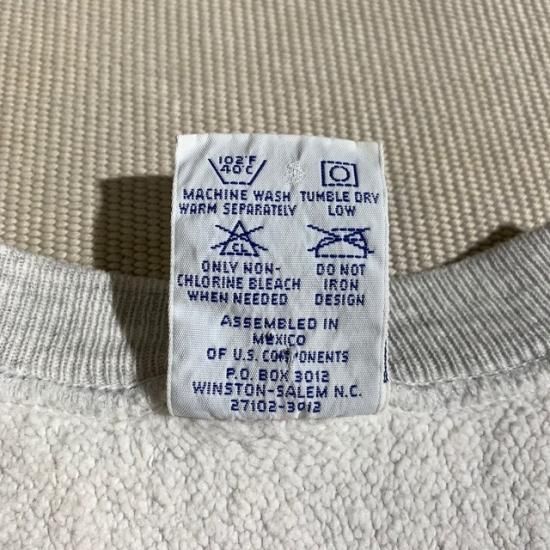 102°F
40°C
MACHINE WASH
WARM SEPARATELY
TUMBLE DRY
LOW
CL
ONLY NON-
CHLORINE BLEACH
WHEN NEEDED
DO NOT
IRON
DESIGN
ASSEMBLED IN
MEXICO
OF U.S. COMPONENTS
P.O. BOX 3012
WINSTON-SALEM N.C.
27102-3012